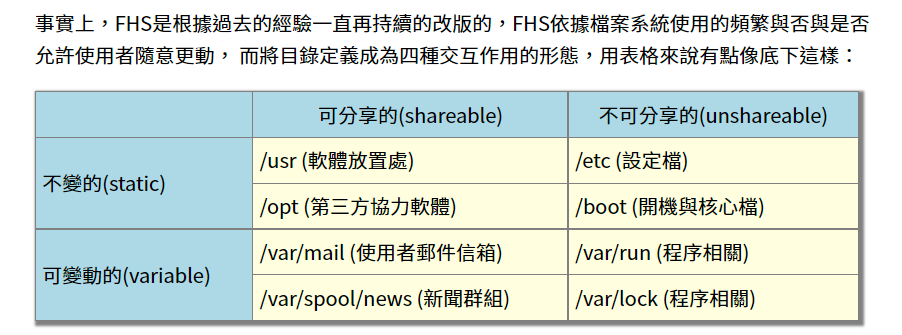 事實上，FHS是根據過去的經驗一直再持續的改版的，FHS依據檔案系統使用的頻繁與否與是否
允許使用者隨意更動， 而將目錄定義成為四種交互作用的形態，用表格來說有點像底下這樣：
可分享的(shareable) 不可分享的(unshareable)
不變的(static)
/usr (軟體放置處) /etc (設定檔)
/opt (第三方協力軟體) /boot (開機與核心檔)
可變動的(variable)
/var/mail (使用者郵件信箱) /var/run (程序相關)
/var/spool/news (新聞群組) /var/lock (程序相關)